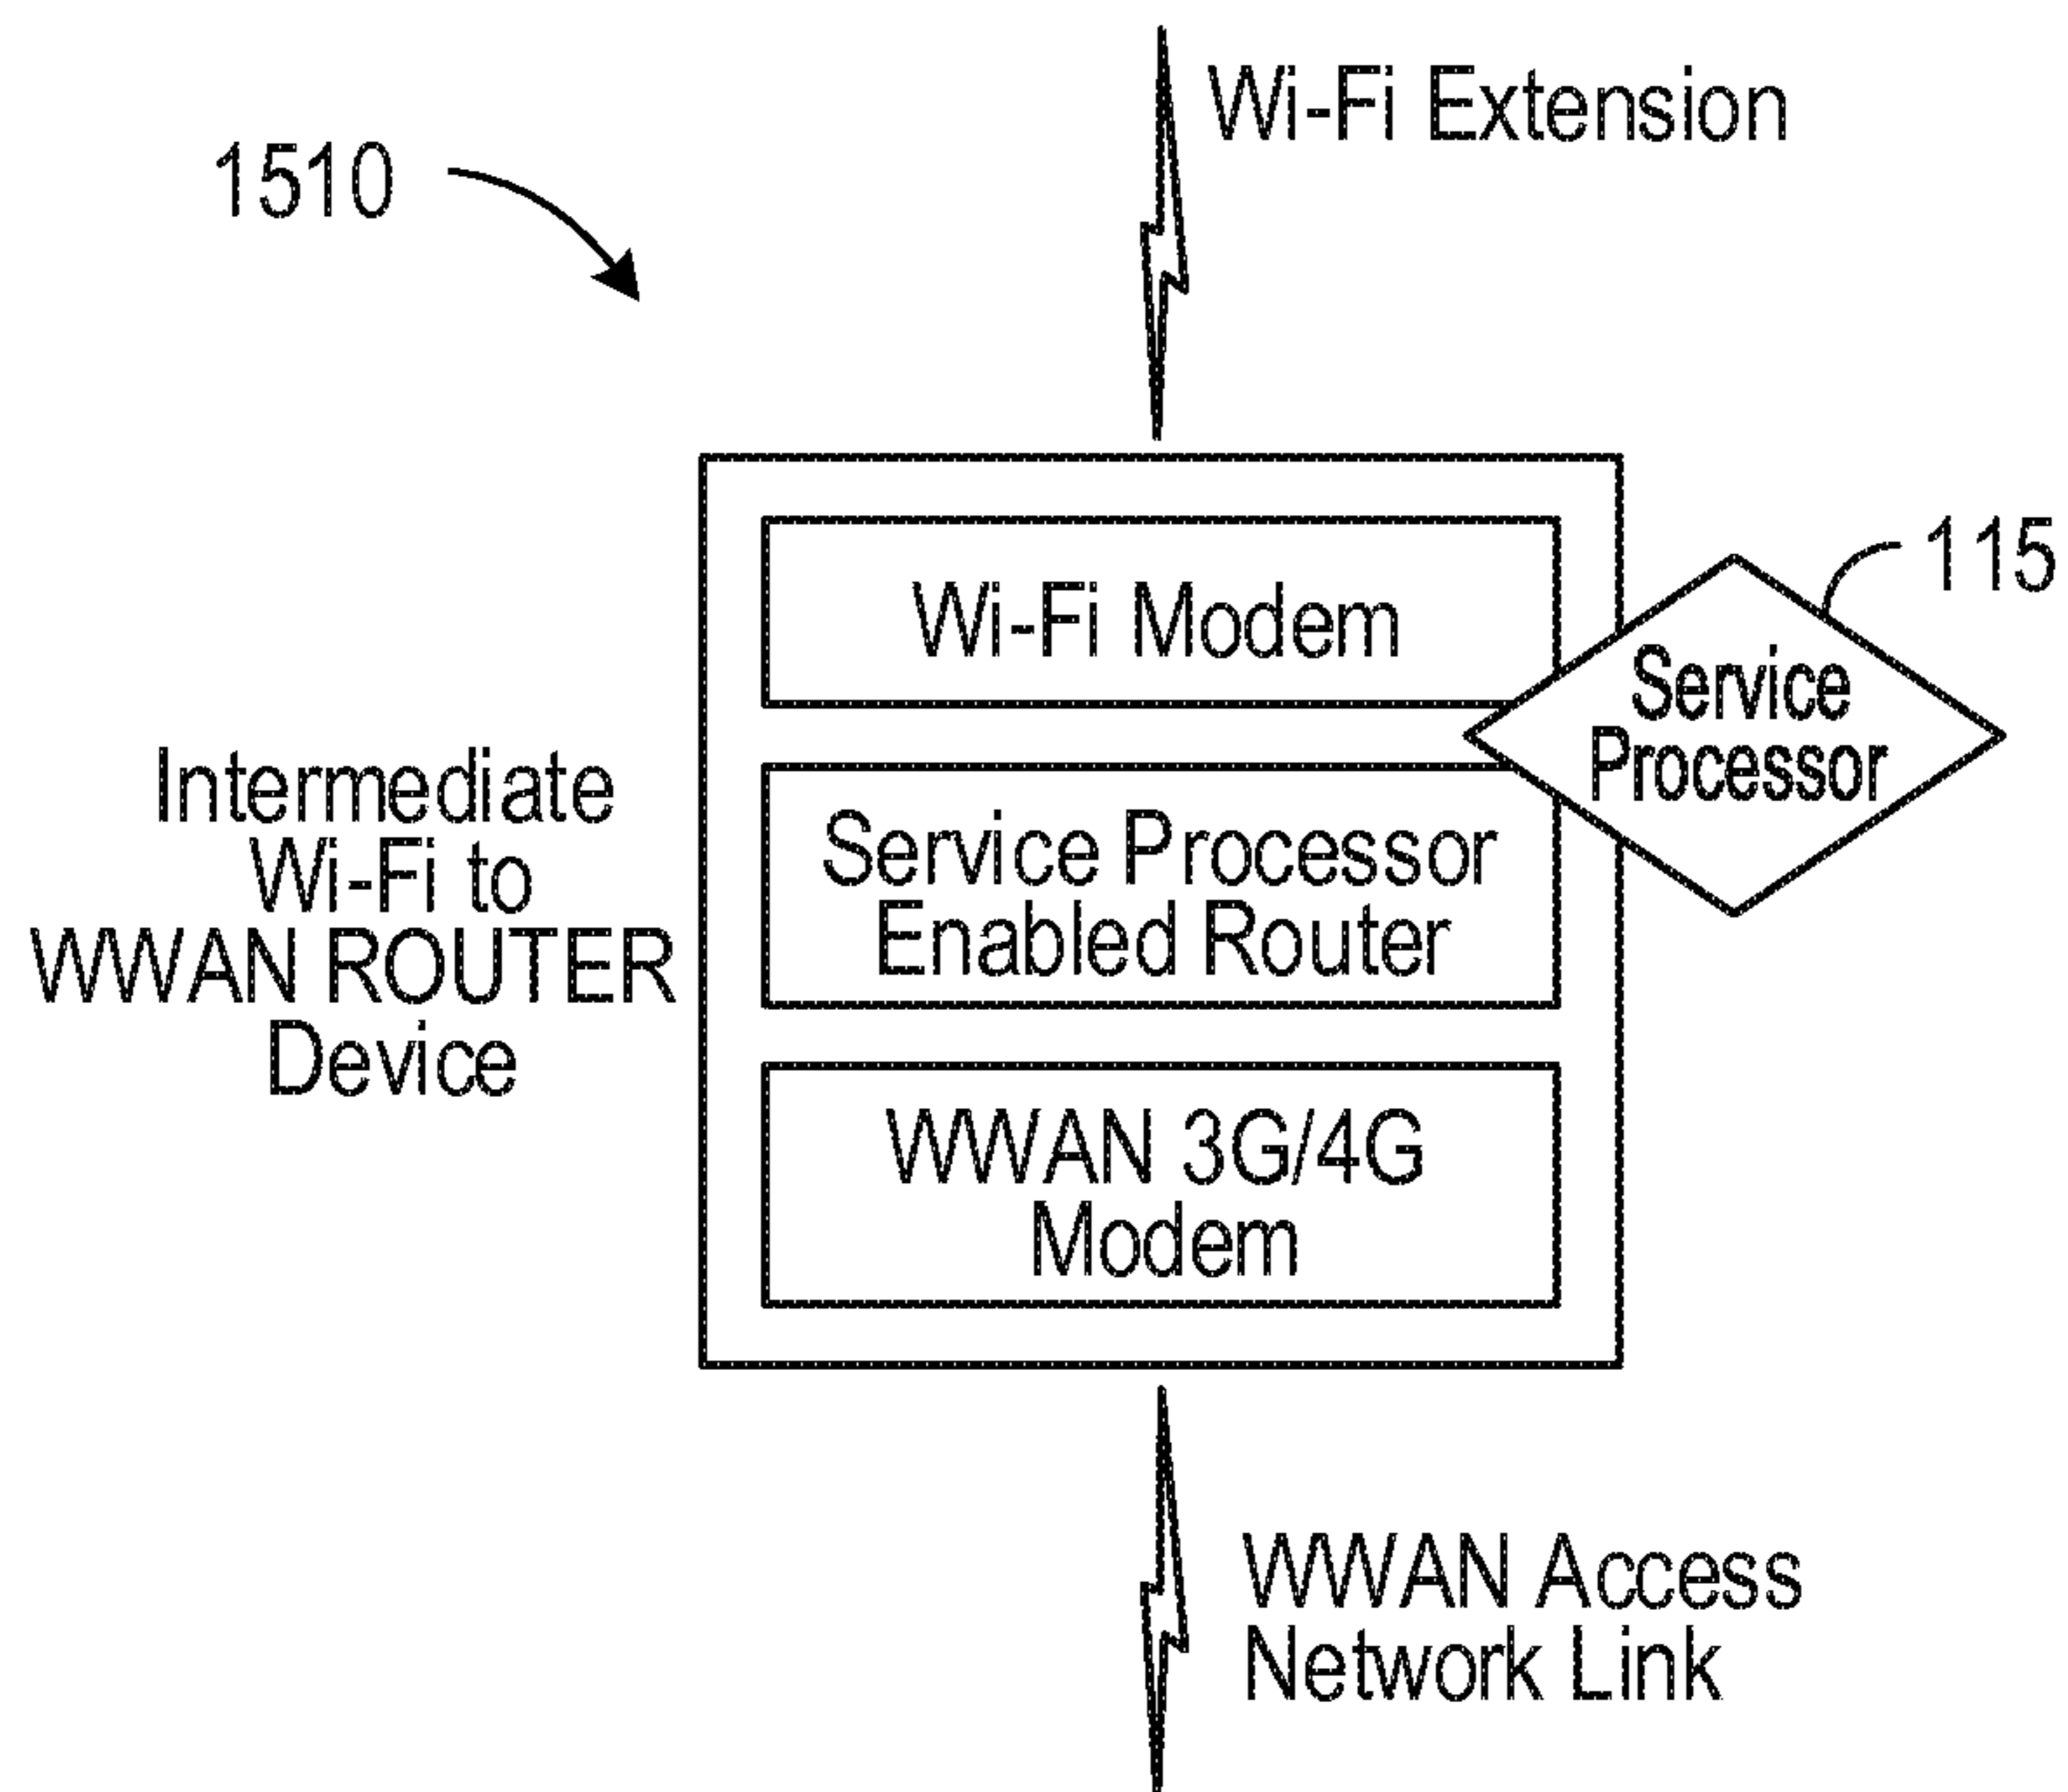 Wi-Fi Extension
1510
115
Wi-Fi Modem
Service
Processor
Intermediate
Wi-Fi to
WWAN ROUTER
Device
Service Processor
Enabled Router
WWAN 3G/4G
Modem
WWAN Access
Network Link